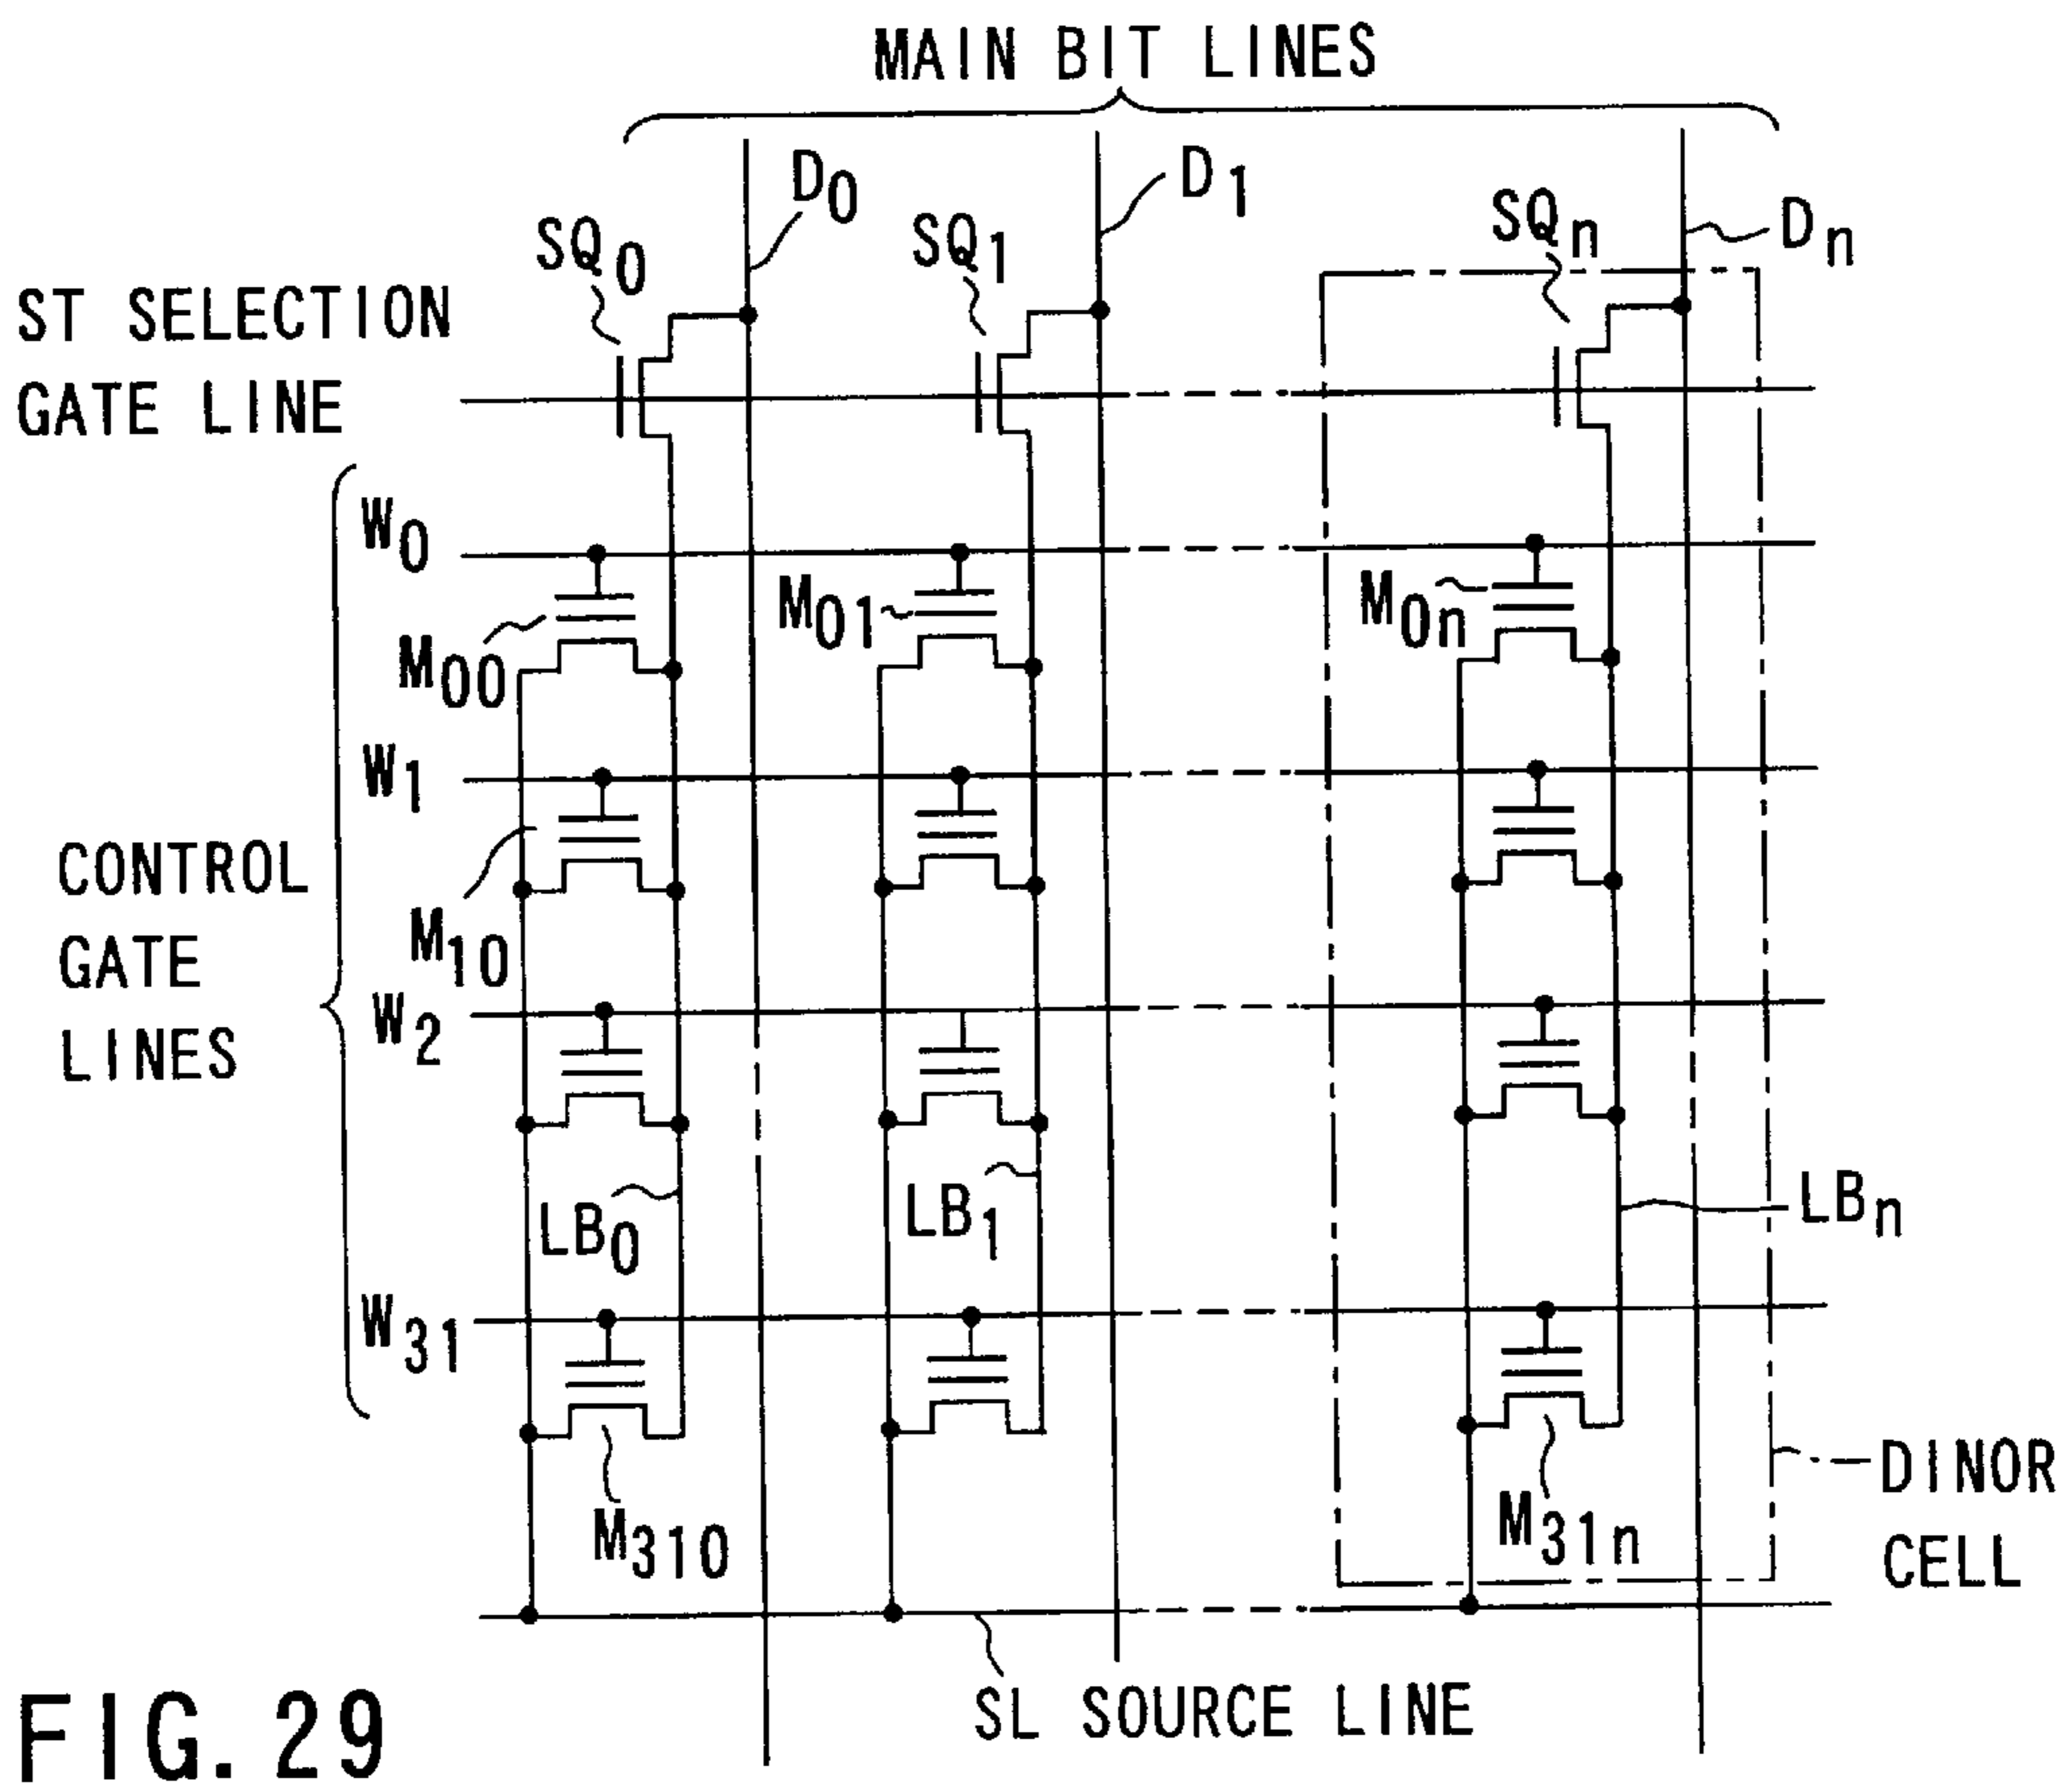 MAIN BIT LINES
D0
D1
Dn
SQ0
SQ1
SQn
ST SELECTION
GATE LINE
W0
M00
M01
M0n
W1
M10
CONTROL
GATE
LINES
W2
LB0
LB1
LBn
W31
M310
M31n
DINOR
CELL
SL SOURCE LINE
FIG. 29